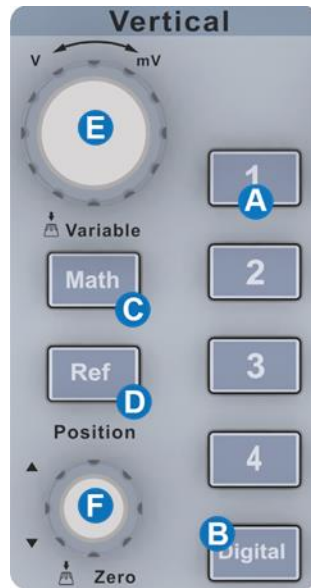 Vertical
V mV
E
1
A
Variable
Math
C
2
Ref
D
3
Position
4
F
B
Digital
Zero